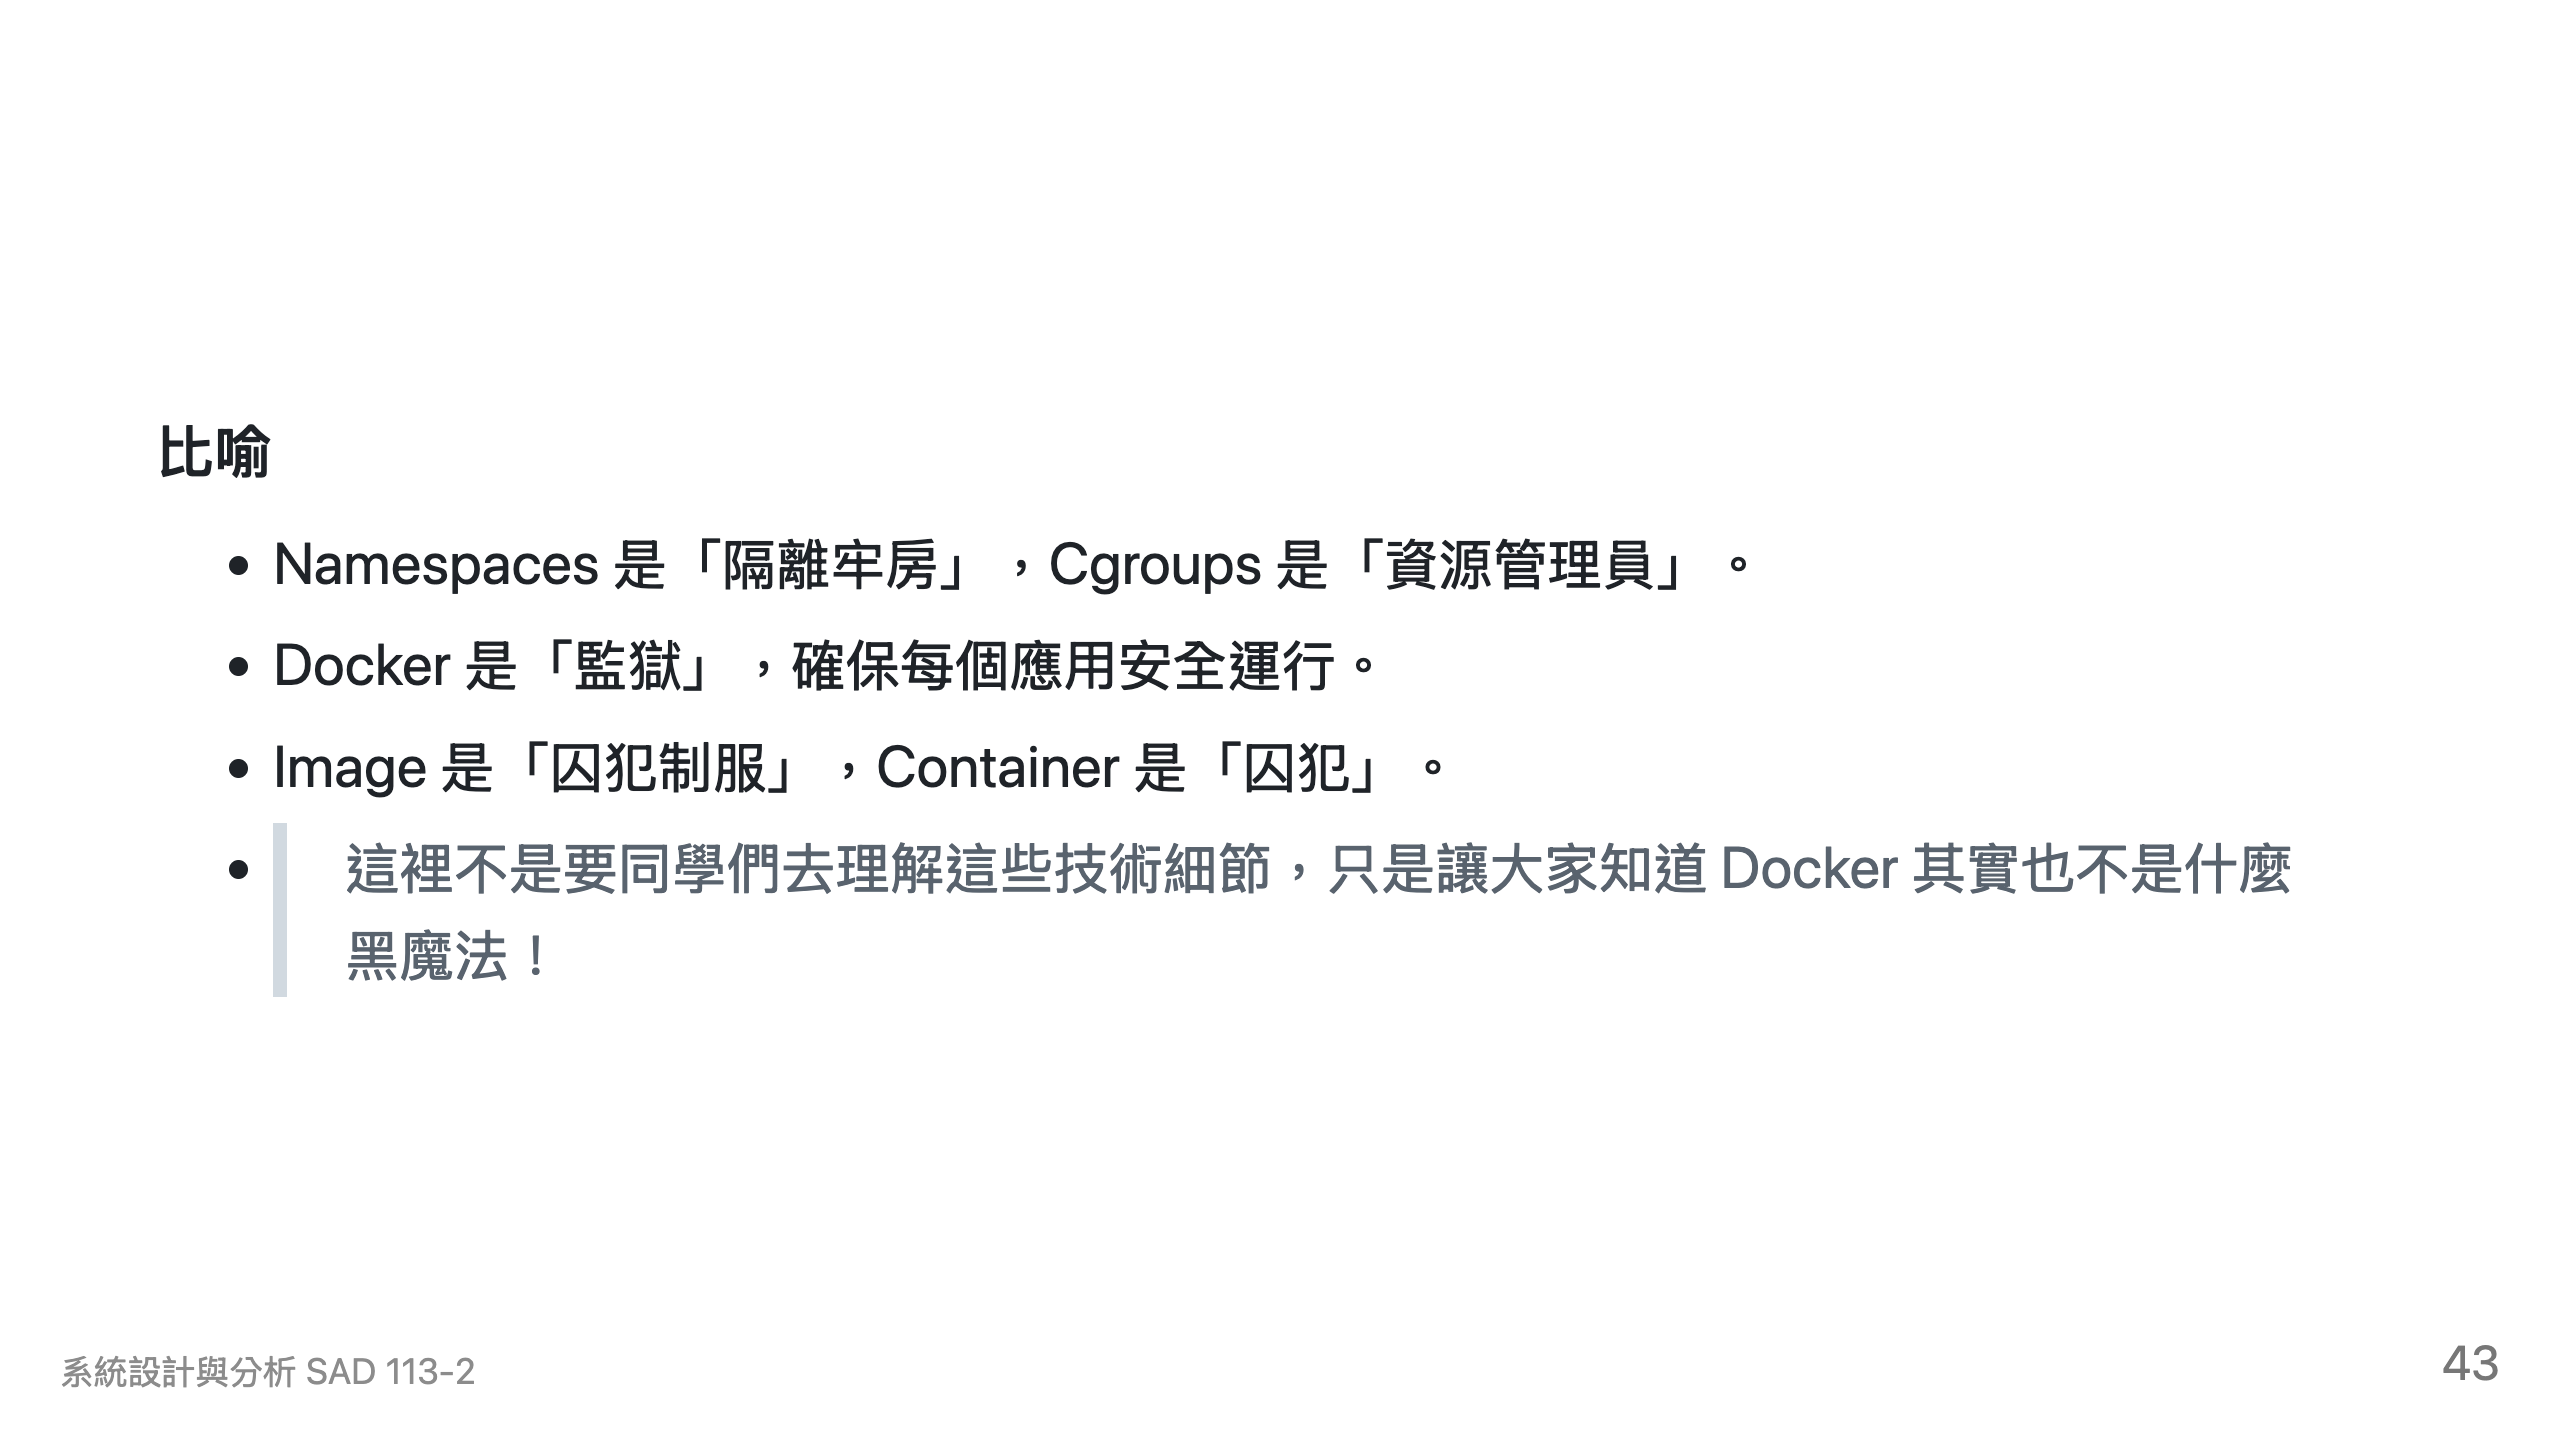 比喻
Namespaces 是「隔離牢房」，Cgroups 是「資源管理員」。
Docker 是「監獄」，確保每個應用安全運行。
Image 是「囚犯制服」，Container 是「囚犯」。
這裡不是要同學們去理解這些技術細節，只是讓大家知道 Docker 其實也不是什麼
黑魔法！
系統設計與分析 SAD 113-2
43